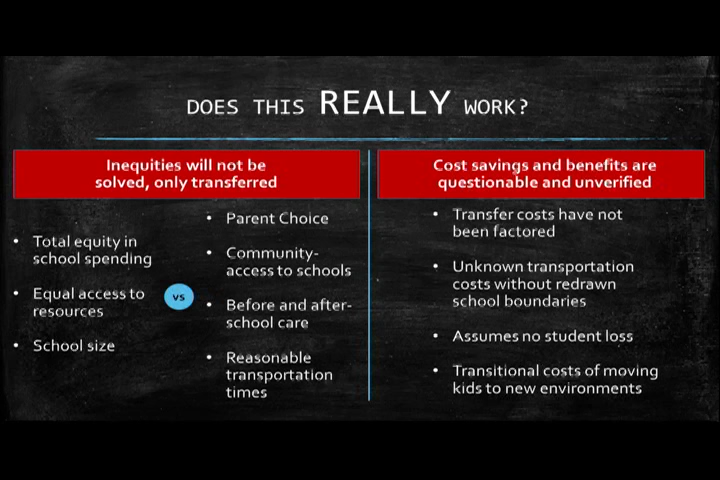 DOES THIS REALLY WORK?
Inequities will not be
solved, only transferred
• Total equity in
school spending
• Equal access to
resources
• School size
vs
• Parent Choice
• Community-
access to schools
• Before and after-
school care
• Reasonable
transportation
times
Cost savings and benefits are
questionable and unverified
• Transfer costs have not
been factored
• Unknown transportation
costs without redrawn
school boundaries
• Assumes no student loss
• Transitional costs of moving
kids to new environments